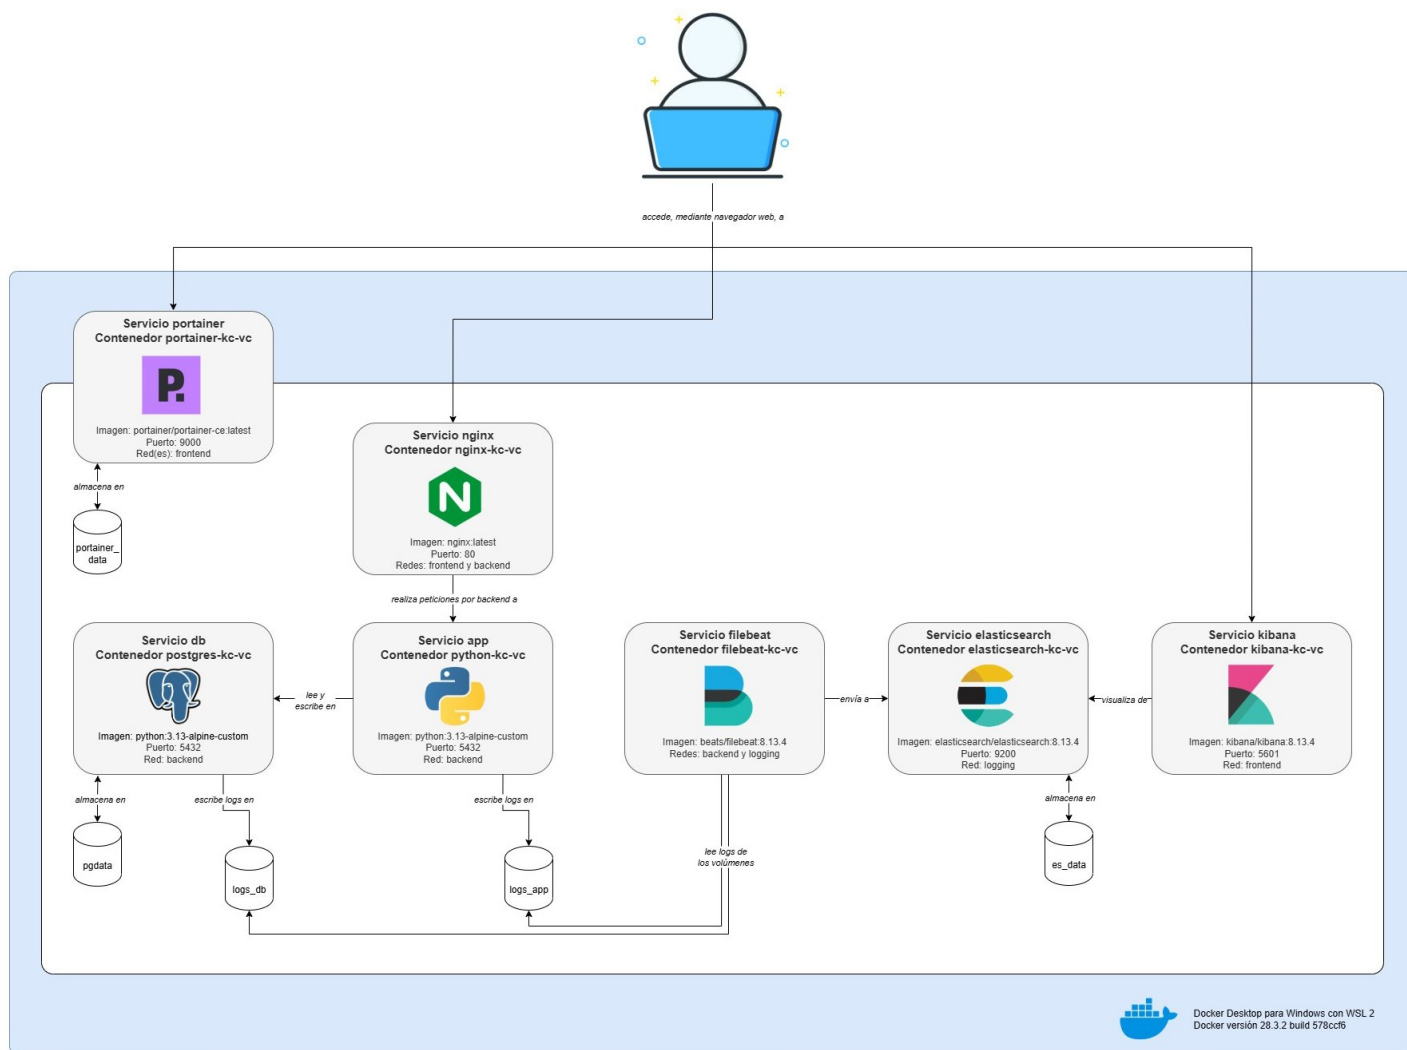 accede, mediante navegador web, a
Servicio portainer
Contenedor portainer-kc-vc
P.
Imagen: portainer/portainer-ce:latest
Puerto: 9000
Red(es): frontend
almacena en
portainer_
data
Servicio nginx
Contenedor nginx-kc-vc
N
Imagen: nginx:latest
Puerto: 80
Redes: frontend y backend
realiza peticiones por backend a
Servicio db
Contenedor postgres-kc-vc
Imagen: python:3.13-alpine-custom
Puerto: 5432
Red: backend
lee y
escribe en
Servicio app
Contenedor python-kc-vc
Imagen: python:3.13-alpine-custom
Puerto: 5432
Red: backend
Servicio filebeat
Contenedor filebeat-kc-vc
Imagen: beats/filebeat:8.13.4
Redes: backend y logging
envía a
Servicio elasticsearch
Contenedor elasticsearch-kc-vc
Imagen: elasticsearch/elasticsearch:8.13.4
Puerto: 9200
Red: logging
visualiza de
Servicio kibana
Contenedor kibana-kc-vc
Imagen: kibana/kibana:8.13.4
Puerto: 5601
Red: frontend
almacena en
pgdata
escribe logs en
logs_db
escribe logs en
logs_app
lee logs de
los volúmenes
almacena en
es_data
Docker Desktop para Windows con WSL 2
Docker versión 28.3.2 build 578ccf6